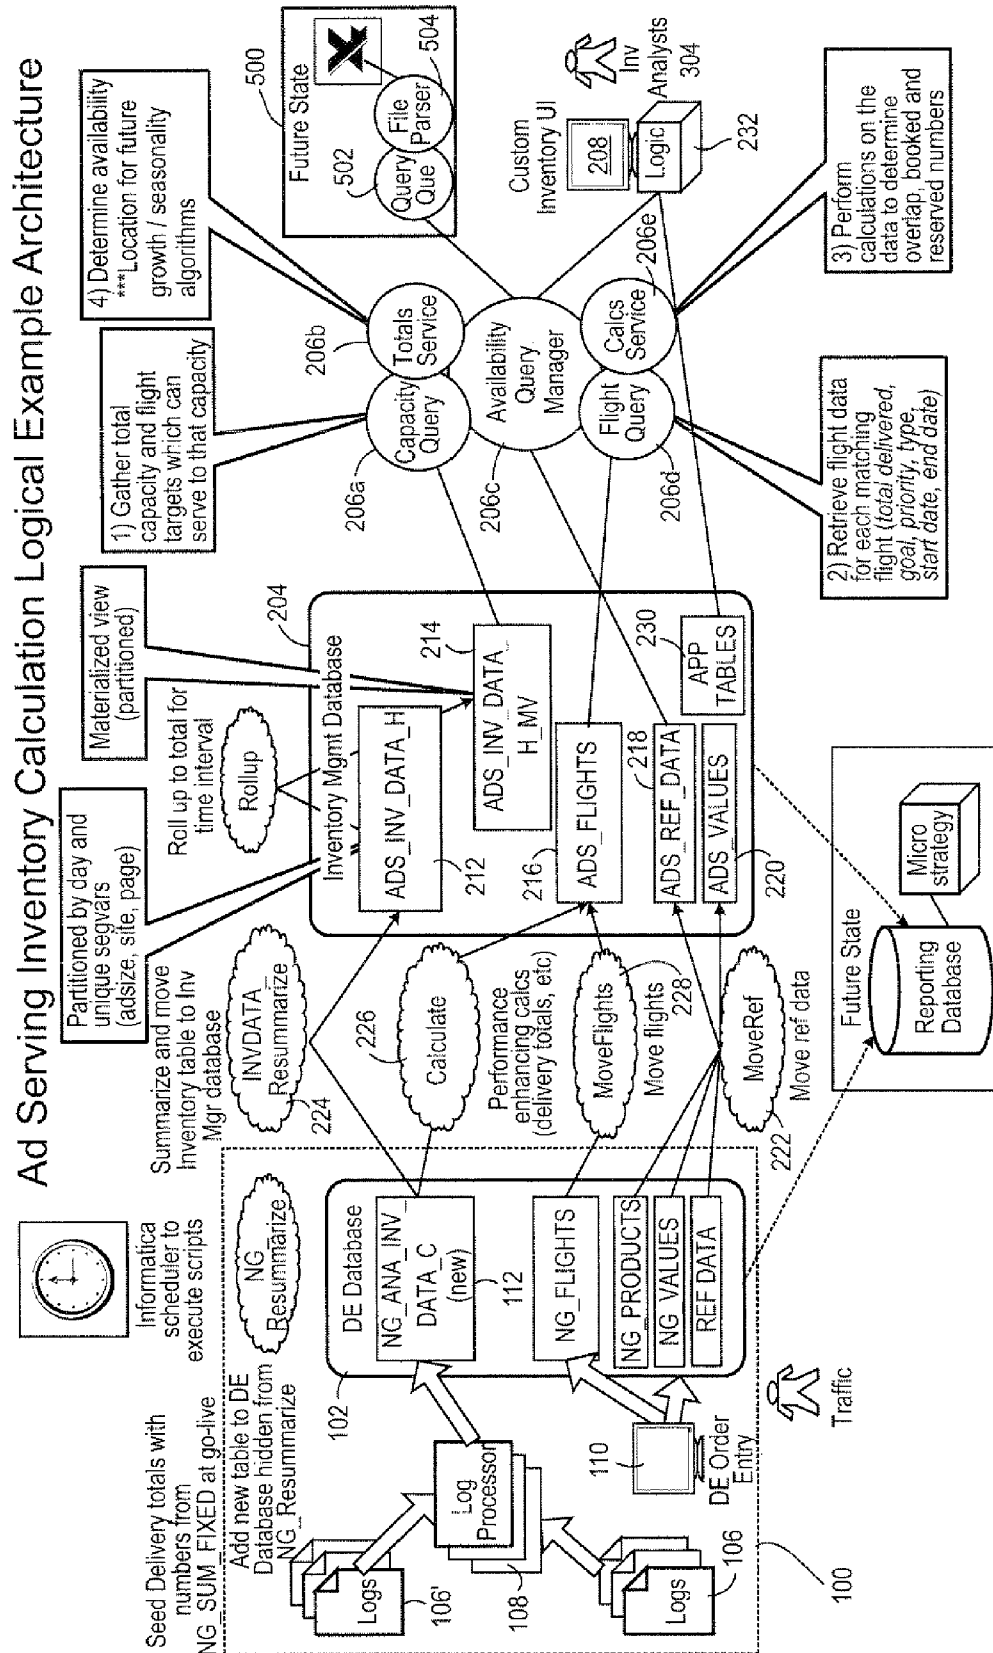 Ad Serving Inventory Calculation Logical Example Architecture
Seed Delivery totals with
numbers from
NG_SUM_FIXED at go-live
Informatica
scheduler to
execute scripts
Add new table to DE
Database hidden from
NG_Resummarize
NG_
Resummarize
Logs
106'
Log
Processor
108
Logs
106
100
102
DE Database
NG_ANA_INV_
DATA_C
(new)
112
NG_FLIGHTS
NG_PRODUCTS
NG_VALUES
REF DATA
110
DE Order
Entry
Traffic
Summarize and move
Inventory table to Inv
Mgr database
INVDATA_
Resummarize
224
226
Calculate
Performance
enhancing calcs
(delivery totals, etc)
MoveFlights
228
Move flights
MoveRef
222
Move ref data
Partitioned by day and
unique segvars
(adsize, site, page)
Roll up to total for
time interval
Rollup
Materialized view
(partitioned)
204
Inventory Mgmt Database
ADS_INV_DATA_H
212
214
ADS_INV_DATA_
H_MV
216
ADS_FLIGHTS
218
ADS_REF_DATA
ADS_VALUES
220
230
APP
TABLES
Future State
Reporting
Database
Micro
strategy
1) Gather total
capacity and flight
targets which can
serve to that capacity
4) Determine availability
***Location for future
growth / seasonality
algorithms
206a
Capacity
Query
206b
Totals
Service
206c
Availability
Query
Manager
206d
Flight
Query
206e
Calcs
Service
2) Retrieve flight data
for each matching
flight (total delivered,
goal, priority, type,
start date, end date)
3) Perform
calculations on the
data to determine
overlap, booked and
reserved numbers
500
Future State
502
Query
Que
File
Parser
504
X
Custom
Inventory UI
208
Logic
232
Inv
Analysts
304